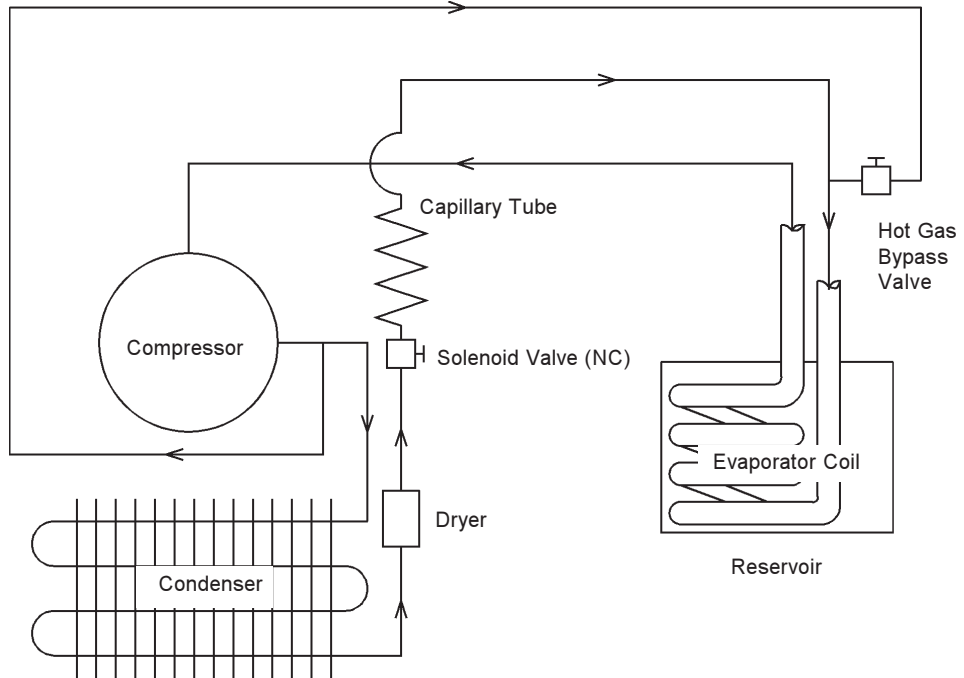 Capillary Tube
Hot Gas
Bypass
Valve
Compressor
Solenoid Valve (NC)
Evaporator Coil
Dryer
Reservoir
Condenser